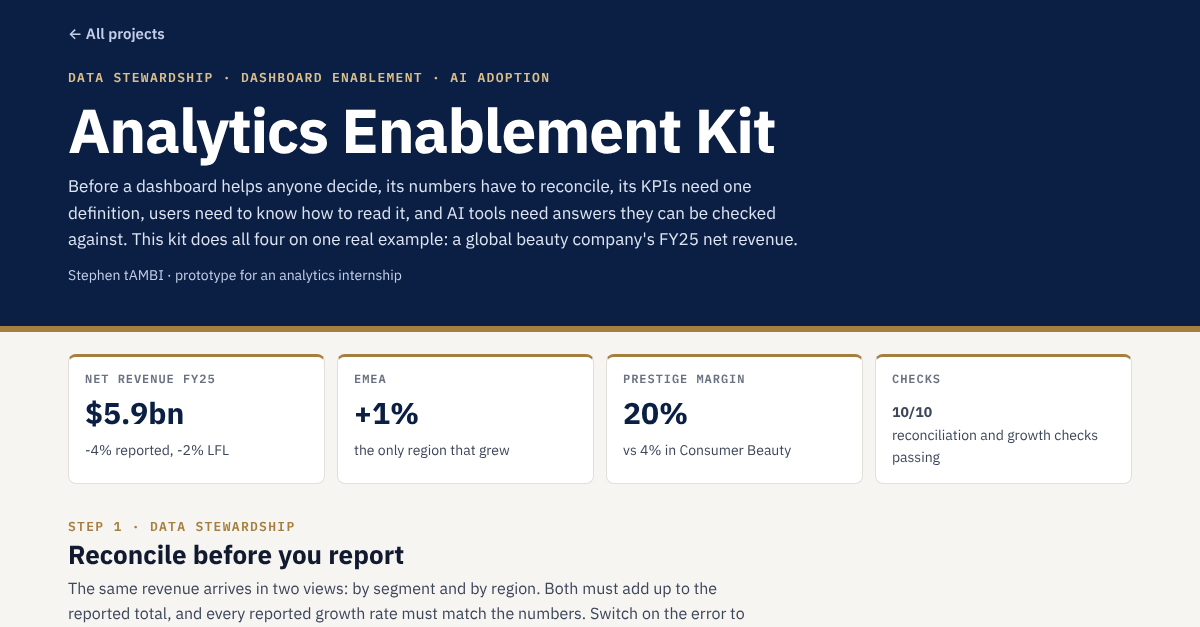 ← All projects
DATA STEWARDSHIP · DASHBOARD ENABLEMENT · AI ADOPTION
Analytics Enablement Kit
Before a dashboard helps anyone decide, its numbers have to reconcile, its KPIs need one
definition, users need to know how to read it, and AI tools need answers they can be checked
against. This kit does all four on one real example: a global beauty company's FY25 net revenue.
Stephen tAMBI · prototype for an analytics internship
NET REVENUE FY25
$5.9bn
-4% reported, -2% LFL
EMEA
+1%
the only region that grew
PRESTIGE MARGIN
20%
vs 4% in Consumer Beauty
CHECKS
10/10
reconciliation and growth checks
passing
STEP 1 · DATA STEWARDSHIP
Reconcile before you report
The same revenue arrives in two views: by segment and by region. Both must add up to the
reported total, and every reported growth rate must match the numbers. Switch on the error to